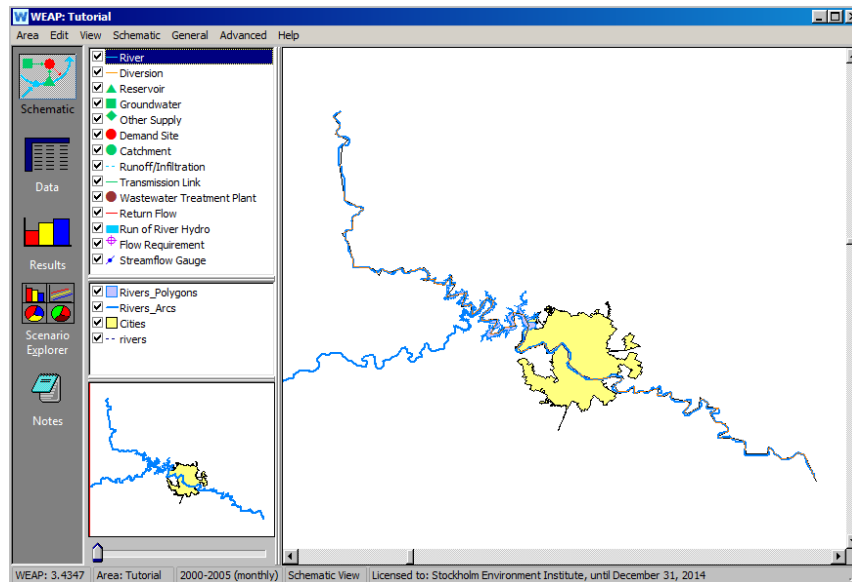 WEAP: Tutorial
Area Edit View Schematic General Advanced Help
Schematic
Data
Results
Scenario
Explorer
Notes
River
Diversion
Reservoir
Groundwater
Other Supply
Demand Site
Catchment
Runoff/Infiltration
Transmission Link
Wastewater Treatment Plant
Return Flow
Run of River Hydro
Flow Requirement
Streamflow Gauge
Rivers_Polygons
Rivers_Arcs
Cities
rivers
WEAP: 3.4347 Area: Tutorial 2000-2005 (monthly) Schematic View Licensed to: Stockholm Environment Institute, until December 31, 2014